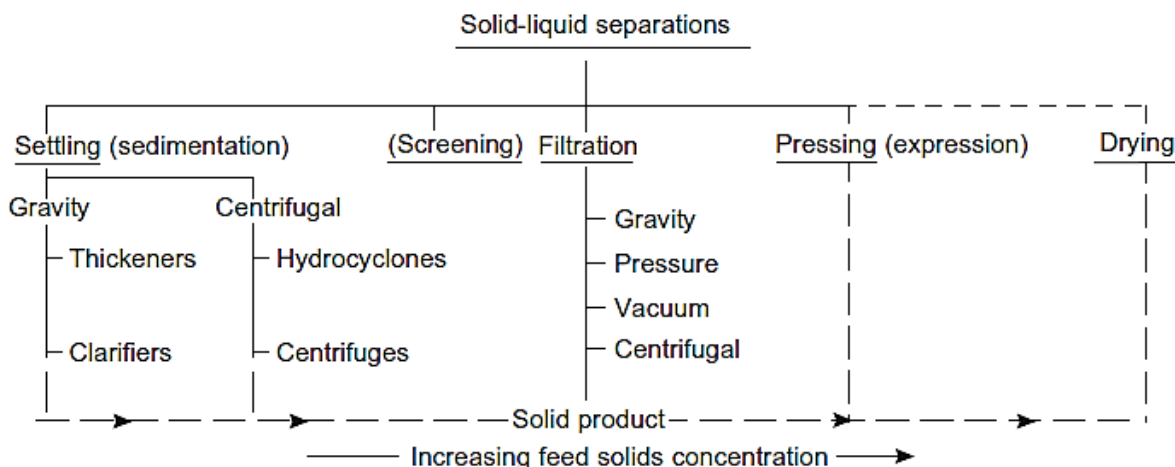 Solid-liquid separations
Settling (sedimentation)
(Screening)
Filtration
Pressing (expression)
Drying
Gravity
Centrifugal
Thickeners
Hydrocyclones
Clarifiers
Centrifuges
Gravity
Pressure
Vacuum
Centrifugal
Solid product
Increasing feed solids concentration